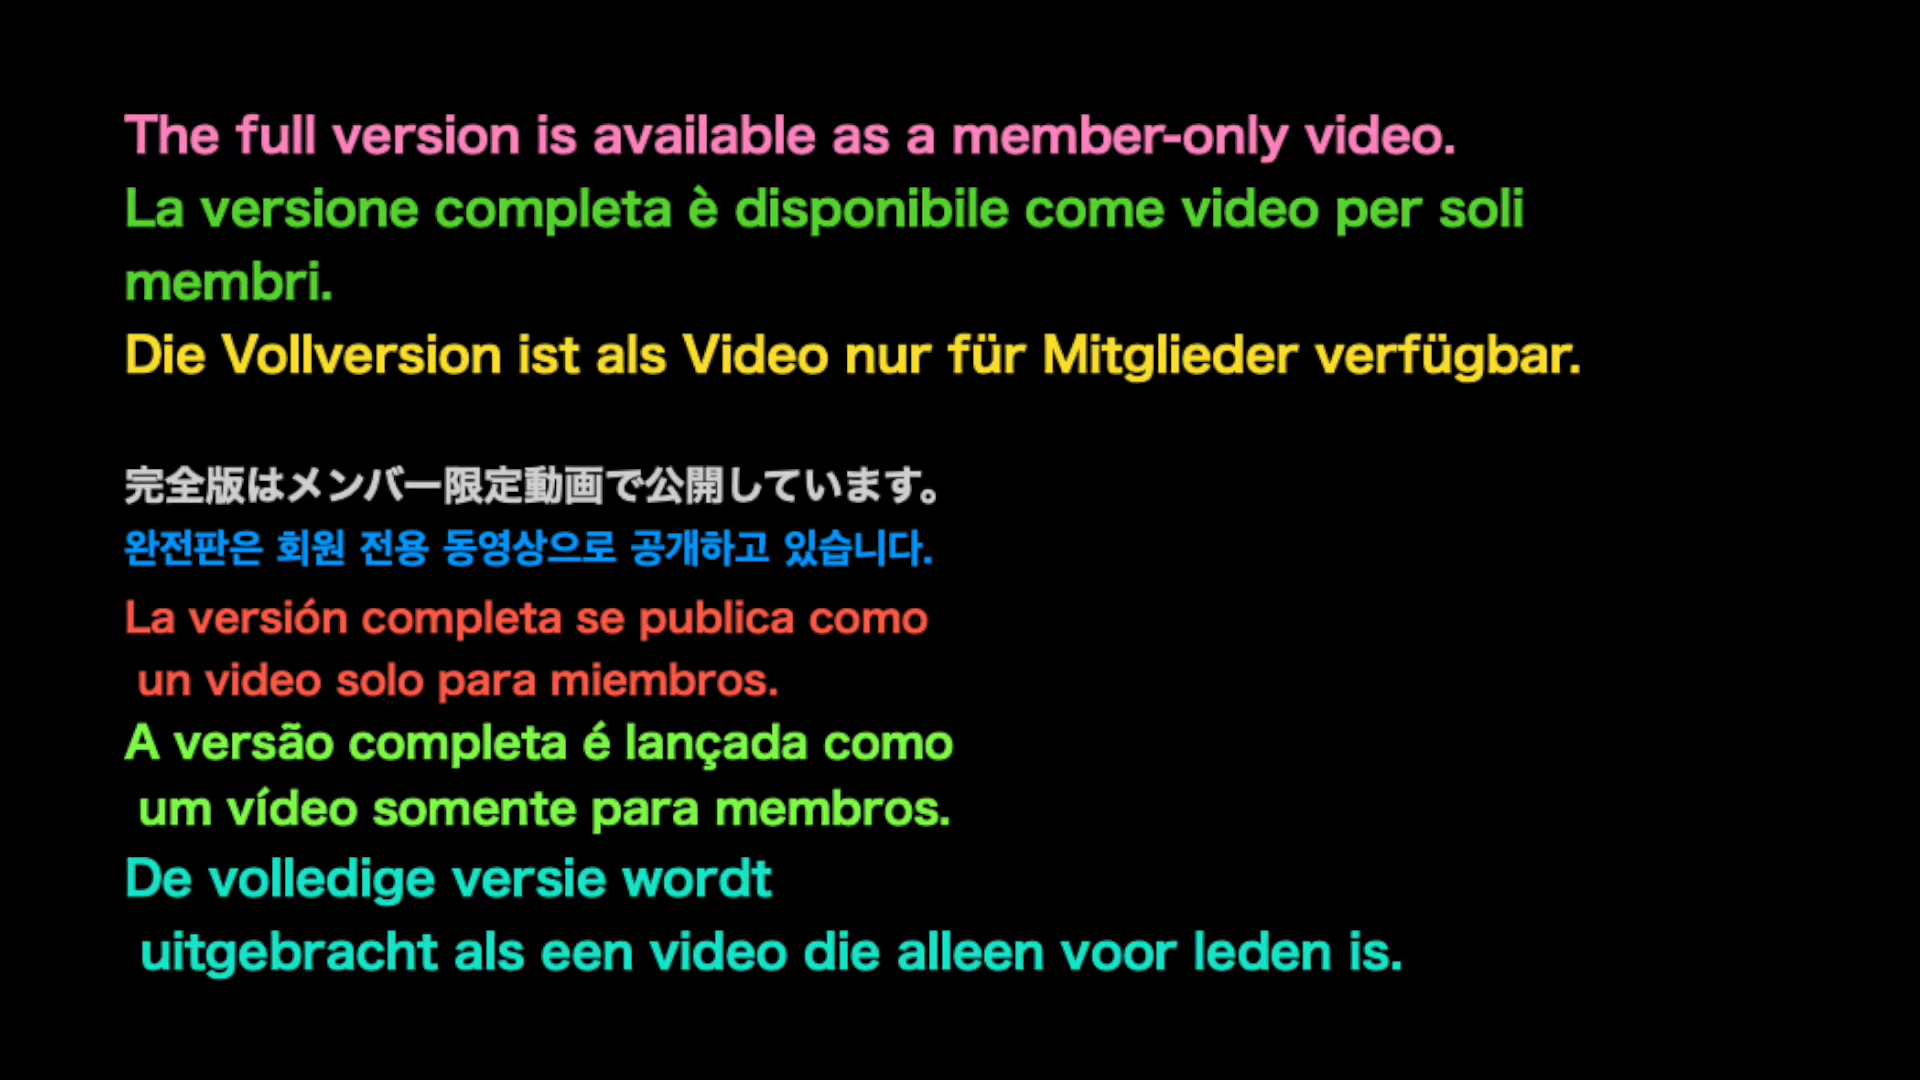 The full version is available as a member-only video.
La versione completa è disponibile come video per soli
membri.
Die Vollversion ist als Video nur für Mitglieder verfügbar.
完全版はメンバー限定動画で公開しています。
완전판은 회원 전용 동영상으로 공개하고 있습니다.
La versión completa se publica como
un video solo para miembros.
A versão completa é lançada como
um vídeo somente para membros.
De volledige versie wordt
uitgebracht als een video die alleen voor leden is.